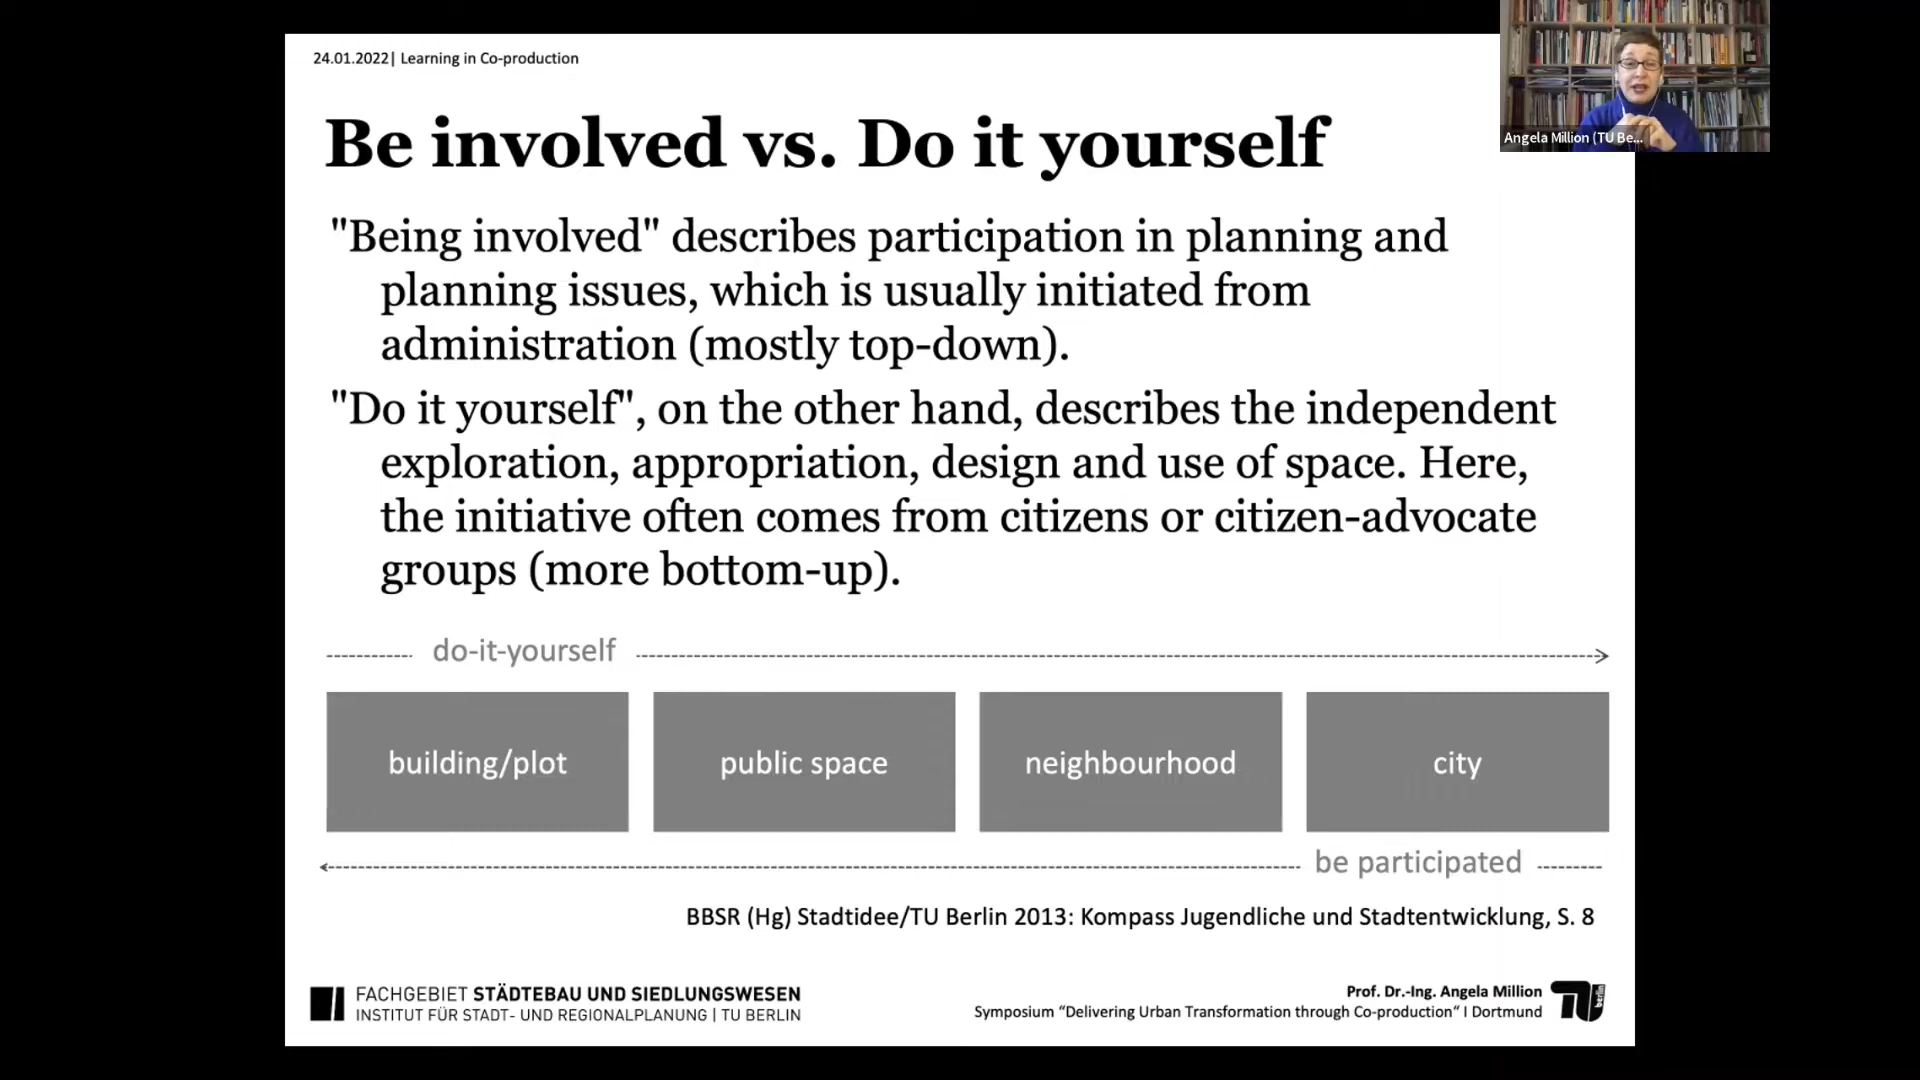 24.01.2022| Learning in Co-production
Angela Million (TU Be...
Be involved vs. Do it yourself
"Being involved" describes participation in planning and
planning issues, which is usually initiated from
administration (mostly top-down).
"Do it yourself", on the other hand, describes the independent
exploration, appropriation, design and use of space. Here,
the initiative often comes from citizens or citizen-advocate
groups (more bottom-up).
do-it-yourself
building/plot
public space
neighbourhood
city
be participated
BBSR (Hg) Stadtidee/TU Berlin 2013: Kompass Jugendliche und Stadtentwicklung, S. 8
FACHGEBIET STÄDTEBAU UND SIEDLUNGSWESEN
INSTITUT FÜR STADT- UND REGIONALPLANUNG | TU BERLIN
Prof. Dr.-Ing. Angela Million
Symposium “Delivering Urban Transformation through Co-production“ I Dortmund
TU berlin